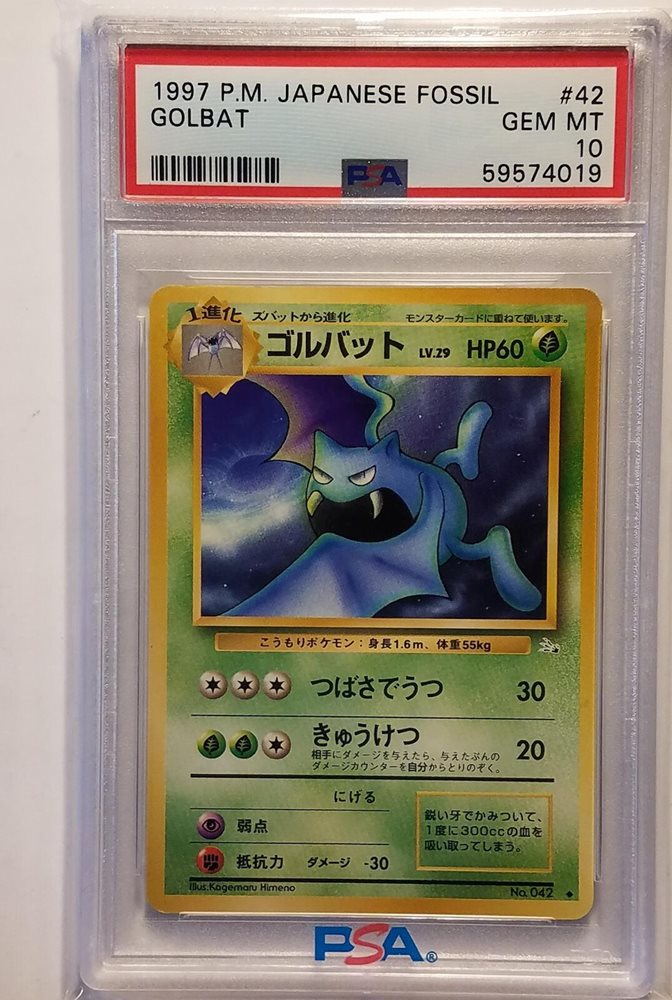 1997 P.M. JAPANESE FOSSIL #42
GOLBAT GEM MT
10
PSA 59574019
1進化 ズバットから進化 モンスターカードに重ねて使います。
ゴルバット LV.29 HP60
こうもりポケモン：身長1.6m、体重55kg
つばさでうつ 30
きゅうけつ 20
相手にダメージを与えたら、与えたぶんの
ダメージカウンターを自分からとりのぞく。
にげる
弱点
抵抗力 ダメージ -30
鋭い牙でかみついて、
1度に300ccの血を
吸い取ってしまう。
Illus.Kagemaru Himeno No.042
PSA®